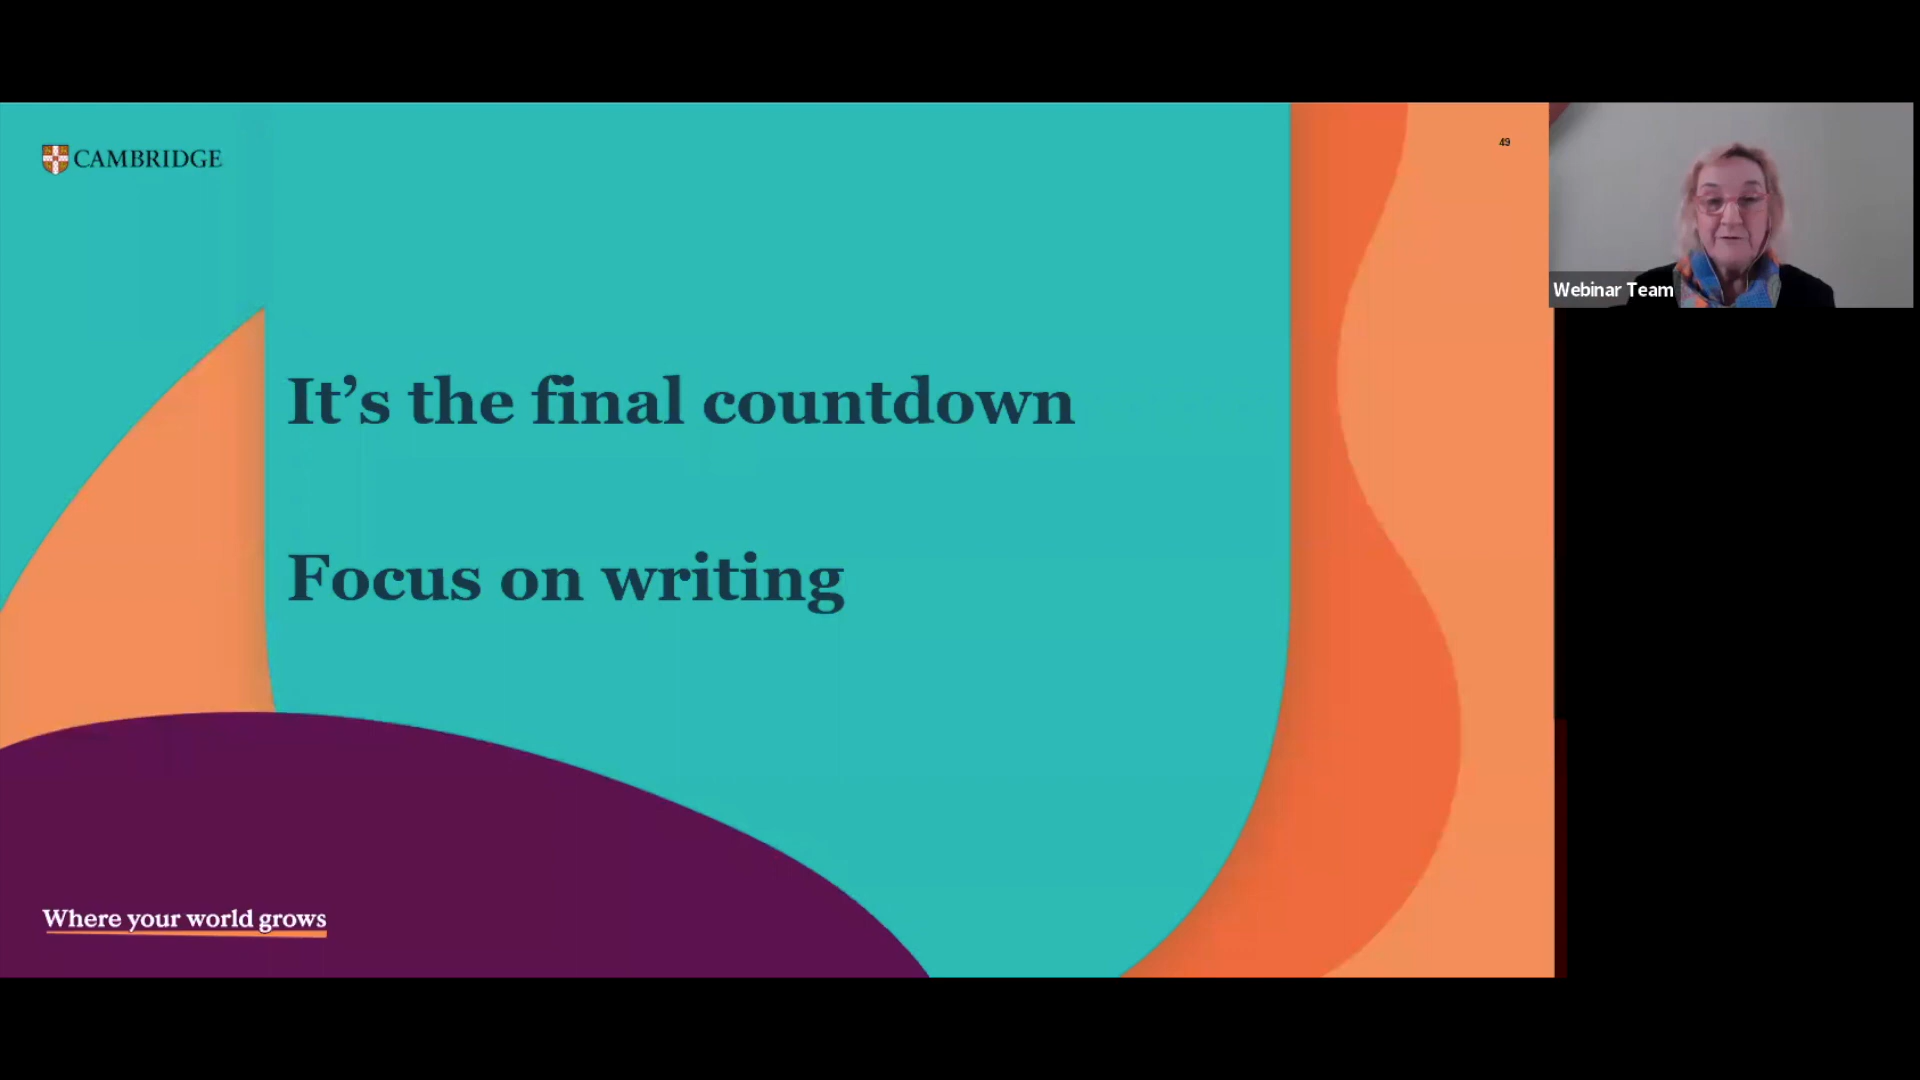 CAMBRIDGE
49
It’s the final countdown
Focus on writing
Where your world grows
Webinar Team